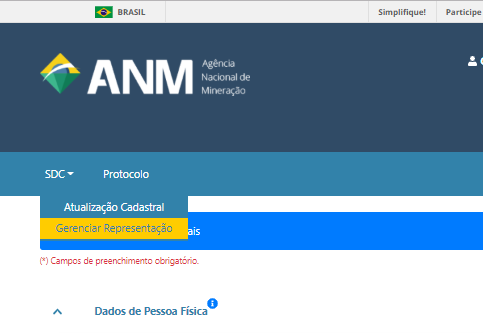 BRASIL
Simplifique!
Participe
ANM
Agência
Nacional de
Mineração
SDC
Protocolo
Atualização Cadastral
Gerenciar Representação
ais
(*) Campos de preenchimento obrigatório.
Dados de Pessoa Física